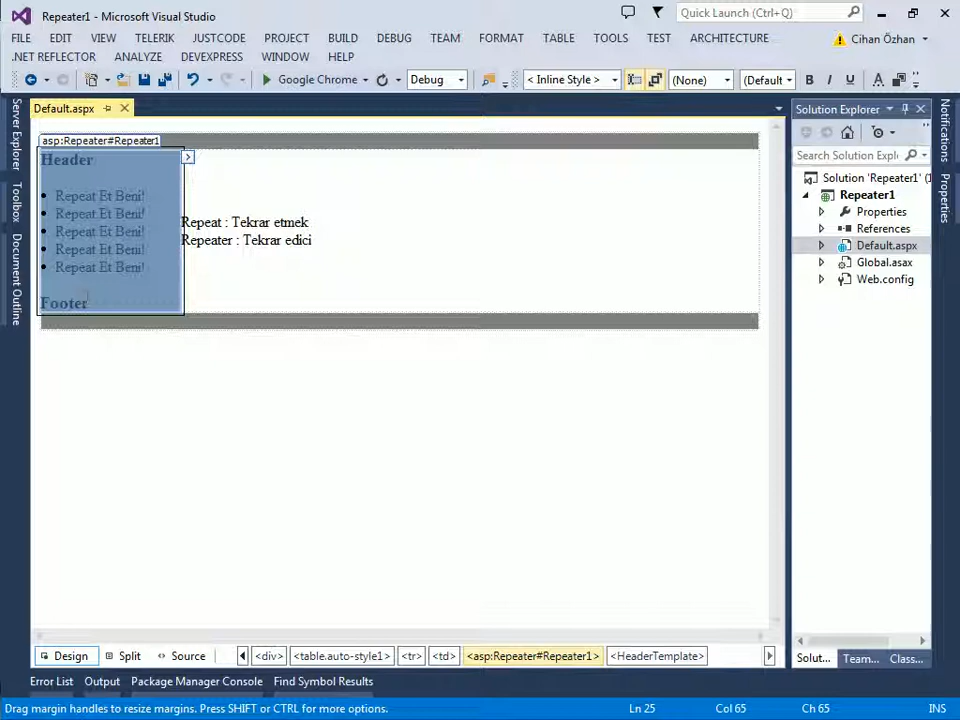 Repeater1 - Microsoft Visual Studio
Quick Launch (Ctrl+Q)
FILE EDIT VIEW TELERIK JUSTCODE PROJECT BUILD DEBUG TEAM FORMAT TABLE TOOLS TEST ARCHITECTURE
Cihan Özhan
.NET REFLECTOR ANALYZE DEVEXPRESS WINDOW HELP
Google Chrome Debug < Inline Style > (None) (Default B I U A
Server Explorer
Toolbox
Document Outline
Default.aspx
asp:Repeater#Repeater1
Header
Repeat Et Beni!
Repeat Et Beni!
Repeat Et Beni!
Repeat Et Beni!
Repeat Et Beni!
Footer
Repeat : Tekrar etmek
Repeater : Tekrar edici
Solution Explorer
Search Solution Explo
Solution 'Repeater1' (1
Repeater1
Properties
References
Default.aspx
Global.asax
Web.config
Solut... Team... Class...
Notifications
Properties
Design Split Source <div> <table.auto-style1> <tr> <td> <asp:Repeater#Repeater1> <HeaderTemplate>
Error List Output Package Manager Console Find Symbol Results
Drag margin handles to resize margins. Press SHIFT or CTRL for more options. Ln 25 Col 65 Ch 65 INS